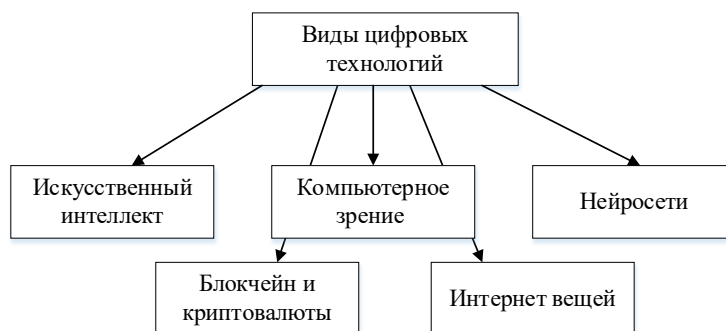 Виды цифровых
технологий
Искусственный
интеллект
Компьютерное
зрение
Нейросети
Блокчейн и
криптовалюты
Интернет вещей